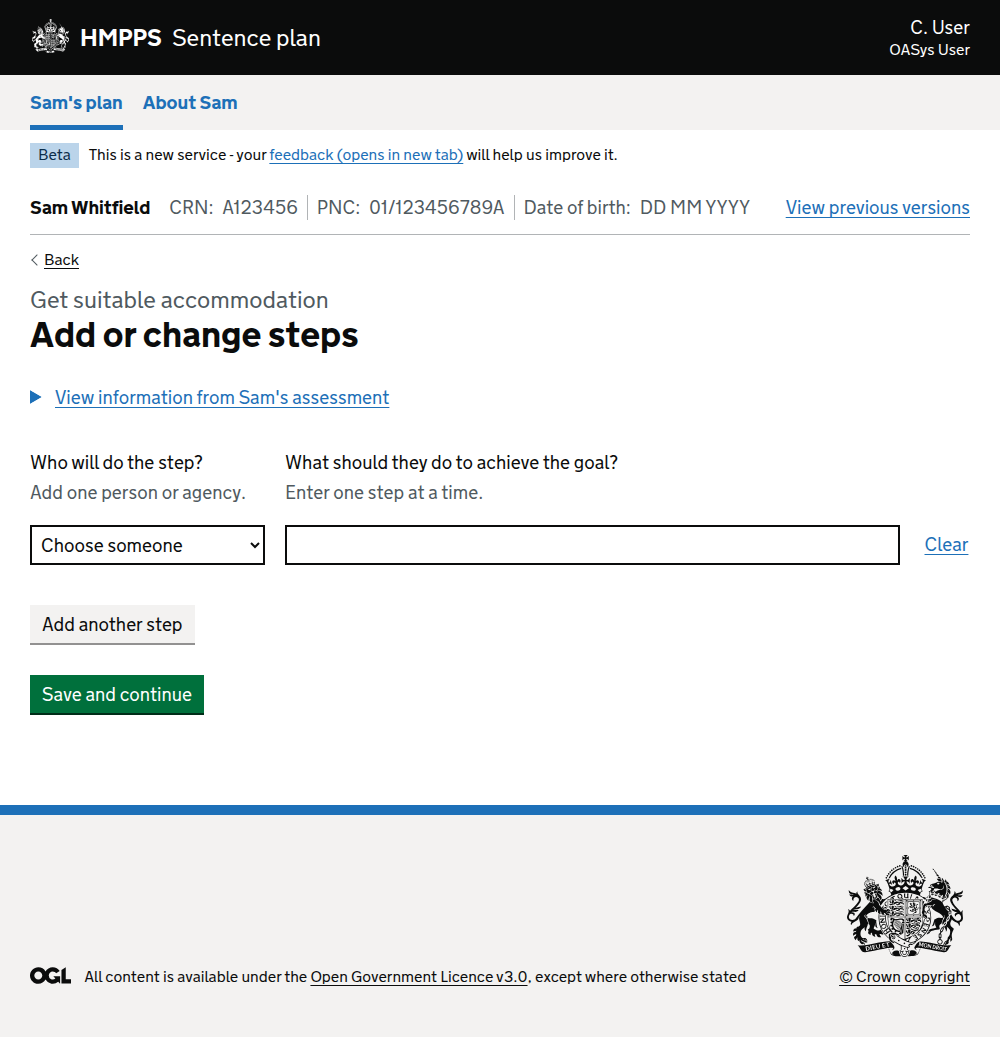 HMPPS Sentence plan
C. User
OASys User
Sam's plan About Sam
Beta This is a new service - your feedback (opens in new tab) will help us improve it.
Sam Whitfield CRN: A123456 PNC: 01/123456789A Date of birth: DD MM YYYY View previous versions
Back
Get suitable accommodation
Add or change steps
View information from Sam's assessment
Who will do the step? What should they do to achieve the goal?
Add one person or agency. Enter one step at a time.
Choose someone Clear
Add another step
Save and continue
DIEU ET MON DROIT
OGL All content is available under the Open Government Licence v3.0, except where otherwise stated © Crown copyright